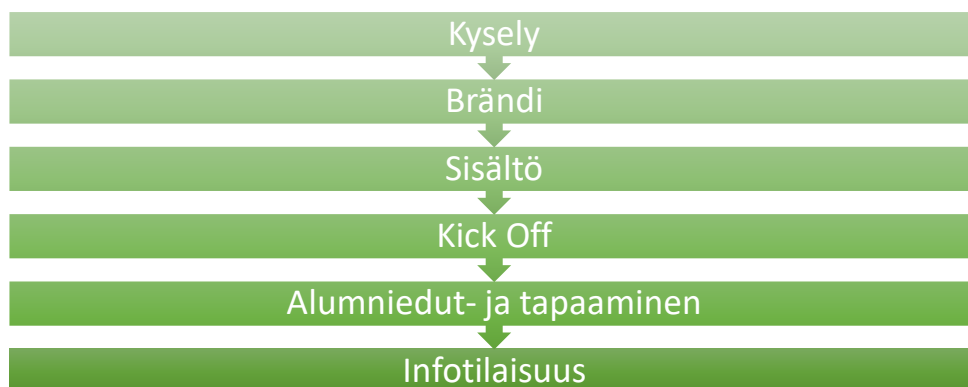 Kysely
Brändi
Sisältö
Kick Off
Alumniedut- ja tapaaminen
Infotilaisuus